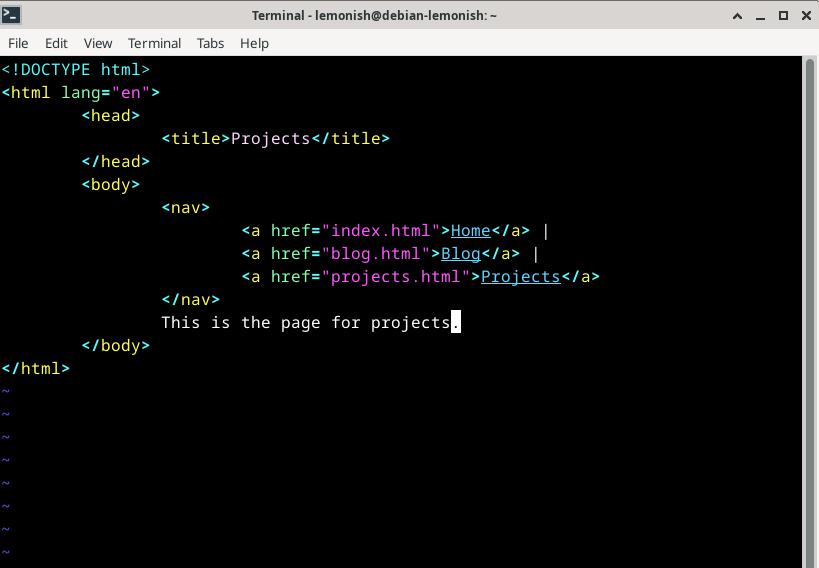 Terminal - lemonish@debian-lemonish: ~
File Edit View Terminal Tabs Help
<!DOCTYPE html>
<html lang="en">
        <head>
                <title>Projects</title>
        </head>
        <body>
                <nav>
                        <a href="index.html">Home</a> |
                        <a href="blog.html">Blog</a> |
                        <a href="projects.html">Projects</a>
                </nav>
                This is the page for projects.
        </body>
</html>
~
~
~
~
~
~
~
~